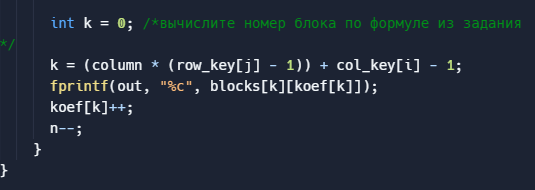 int k = 0; /*вычислите номер блока по формуле из задания
*/
k = (column * (row_key[j] - 1)) + col_key[i] - 1;
fprintf(out, "%c", blocks[k][koef[k]]);
koef[k]++;
n--;
}
}